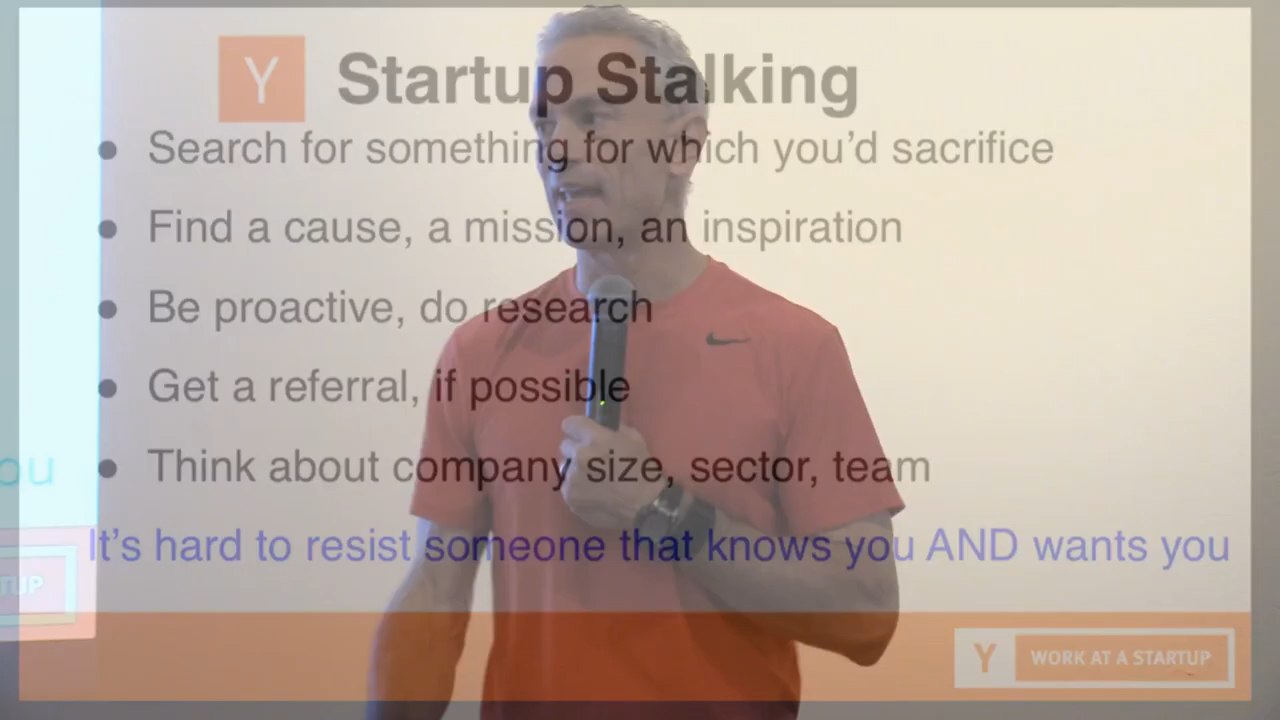 Y Startup Stalking
● Search for something for which you’d sacrifice
● Find a cause, a mission, an inspiration
● Be proactive, do research
● Get a referral, if possible
● Think about company size, sector, team
ou
It’s hard to resist someone that knows you AND wants you
TUP
Y WORK AT A STARTUP